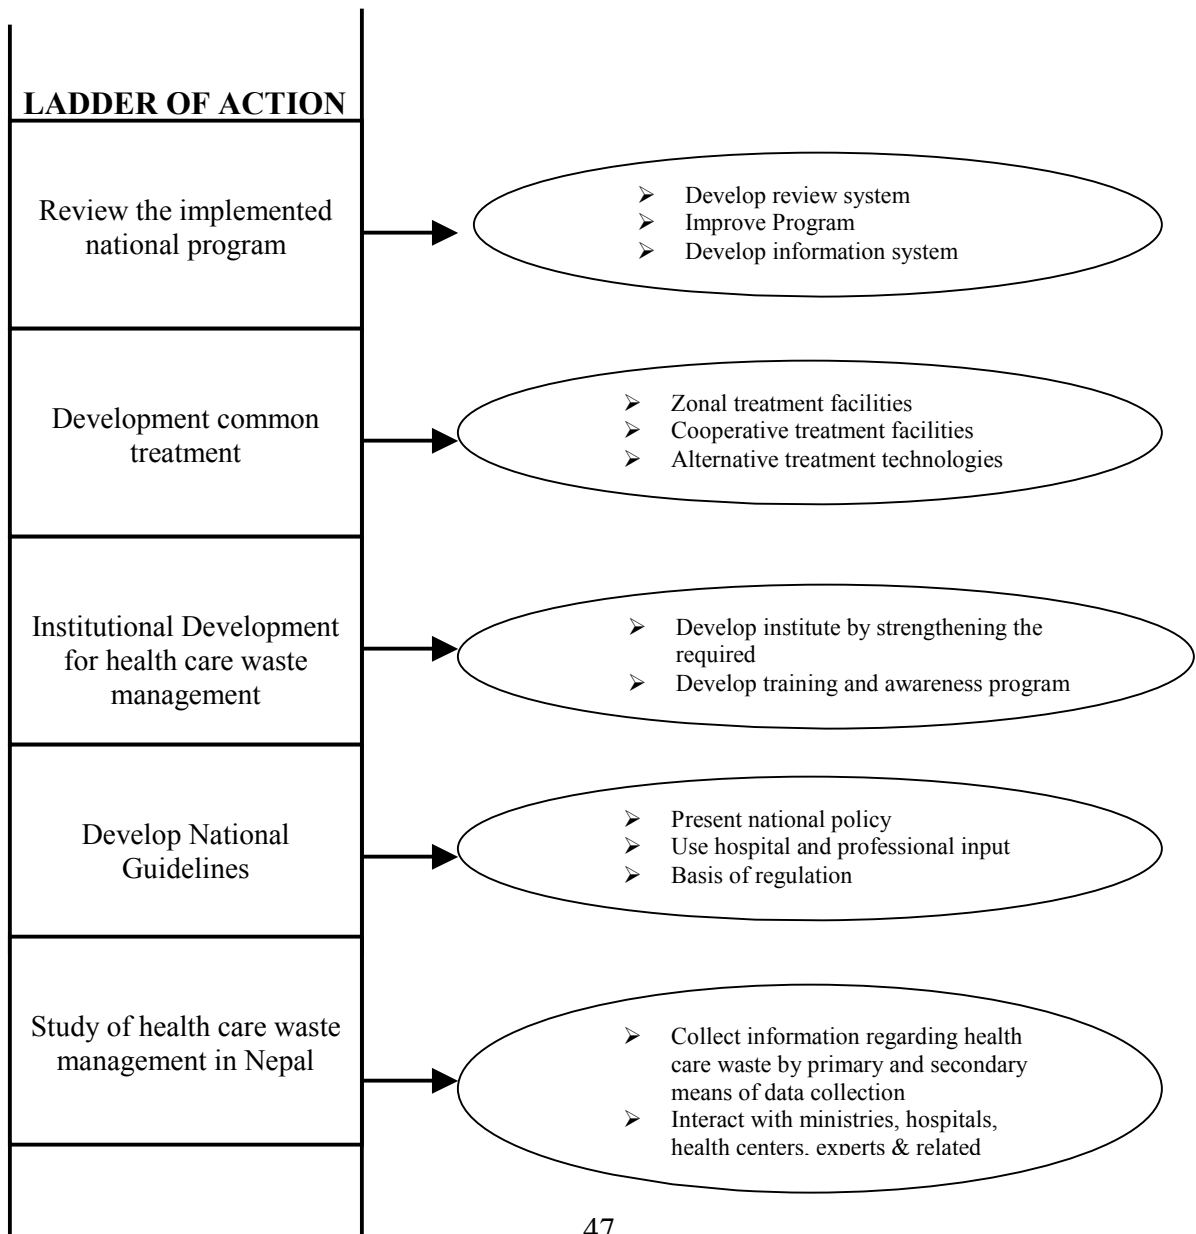 LADDER OF ACTION
Review the implemented
national program
➢ Develop review system
➢ Improve Program
➢ Develop information system
Development common
treatment
➢ Zonal treatment facilities
➢ Cooperative treatment facilities
➢ Alternative treatment technologies
Institutional Development
for health care waste
management
➢ Develop institute by strengthening the
required
➢ Develop training and awareness program
Develop National
Guidelines
➢ Present national policy
➢ Use hospital and professional input
➢ Basis of regulation
Study of health care waste
management in Nepal
➢ Collect information regarding health
care waste by primary and secondary
means of data collection
➢ Interact with ministries, hospitals,
health centers, experts & related
47